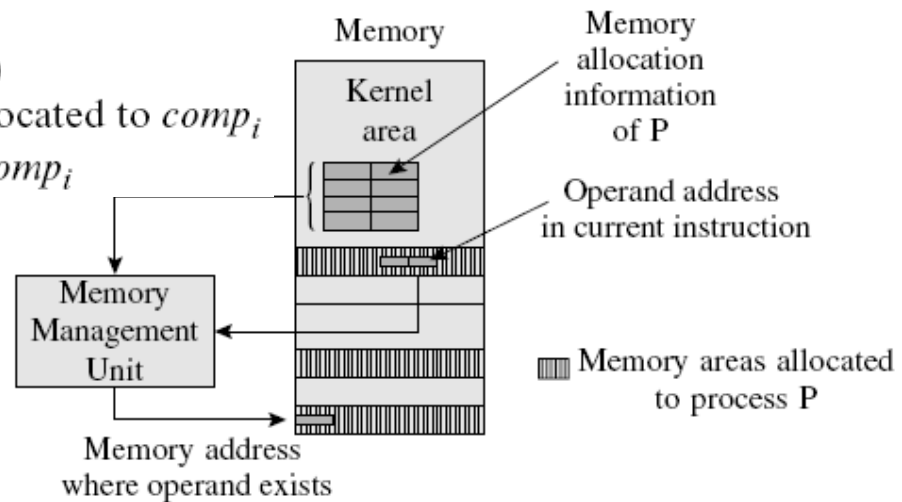 )
ocated to comp_i
omp_i
Memory
Kernel
area
Memory
allocation
information
of P
Operand address
in current instruction
Memory
Management
Unit
Memory areas allocated
to process P
Memory address
where operand exists